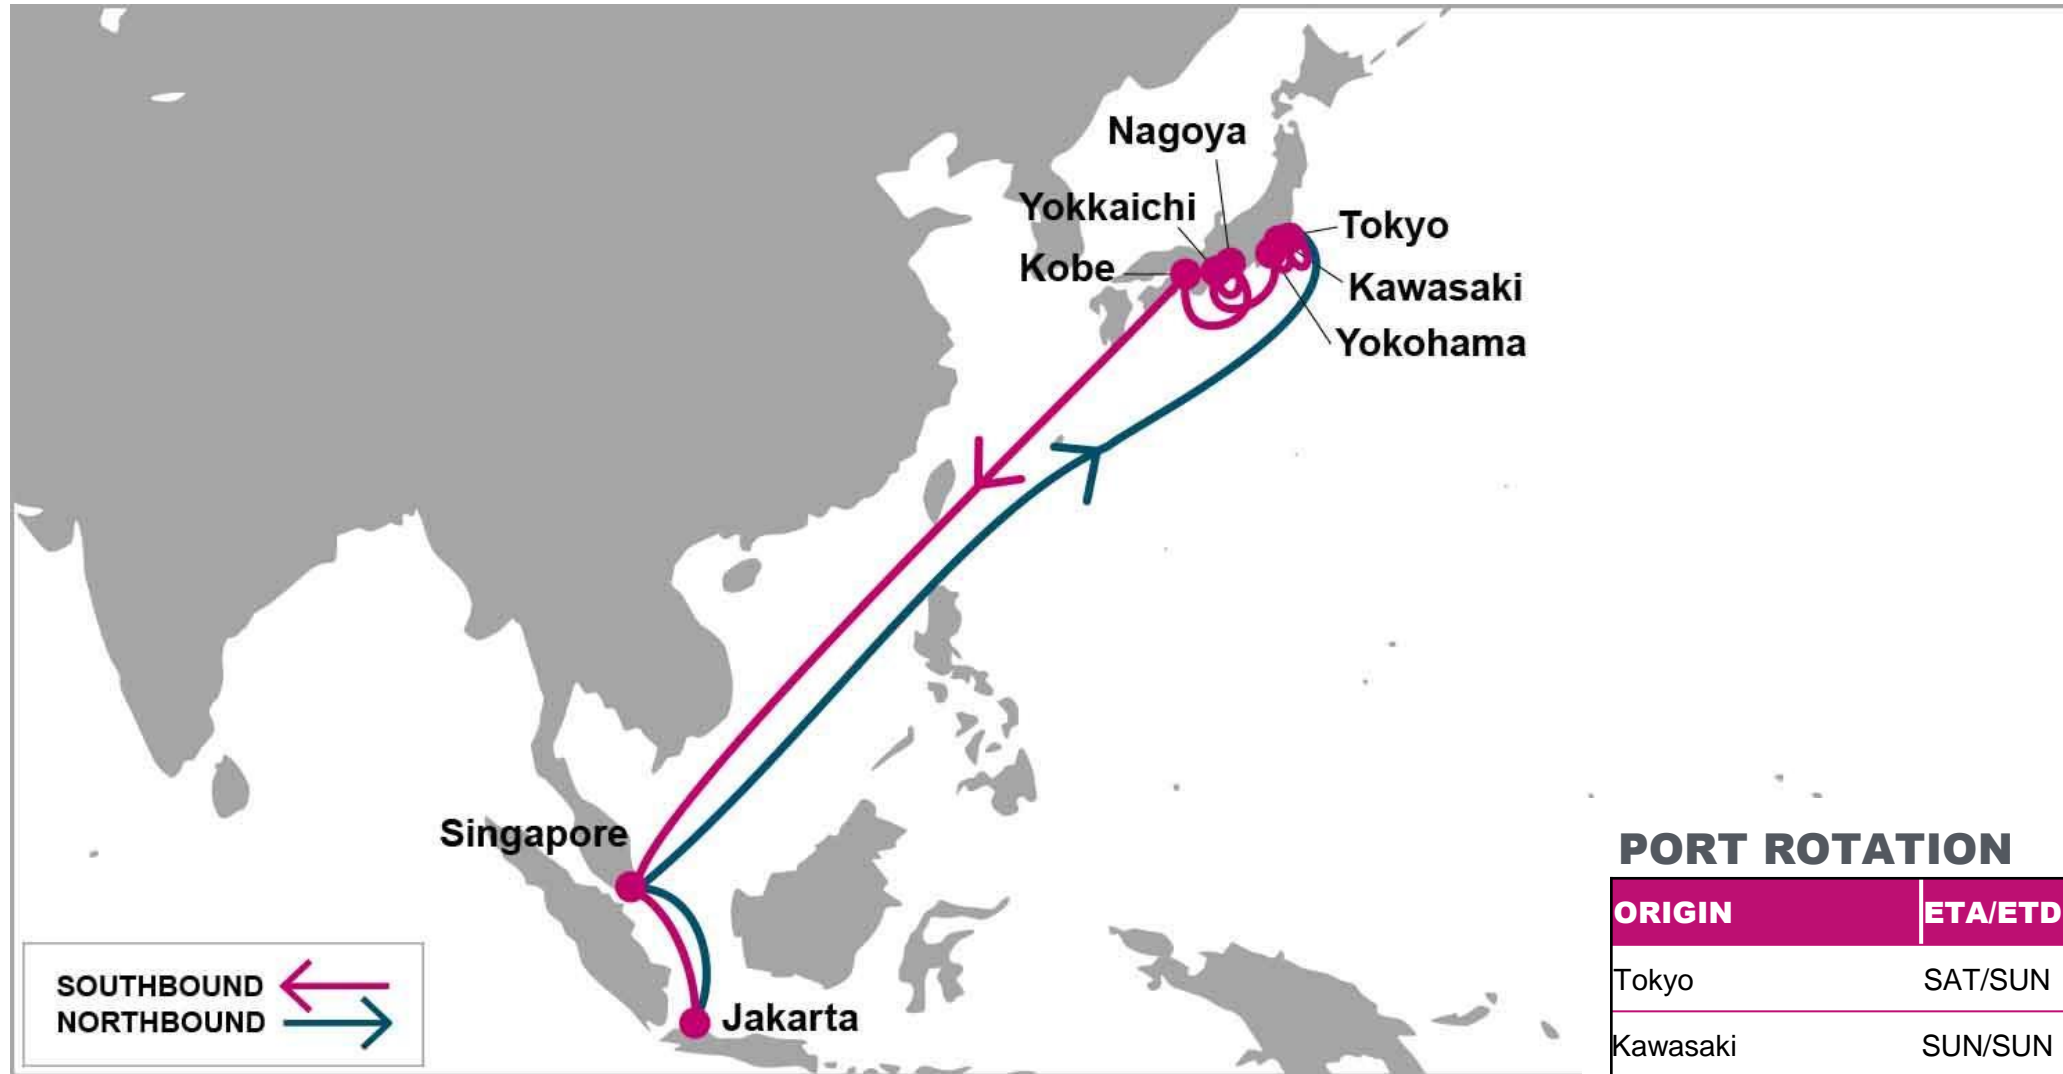 Nagoya
Yokkaichi
Tokyo
Kobe
Kawasaki
Yokohama
Singapore
Jakarta
SOUTHBOUND
NORTHBOUND
PORT ROTATION
ORIGIN ETA/ETD
Tokyo SAT/SUN
Kawasaki SUN/SUN